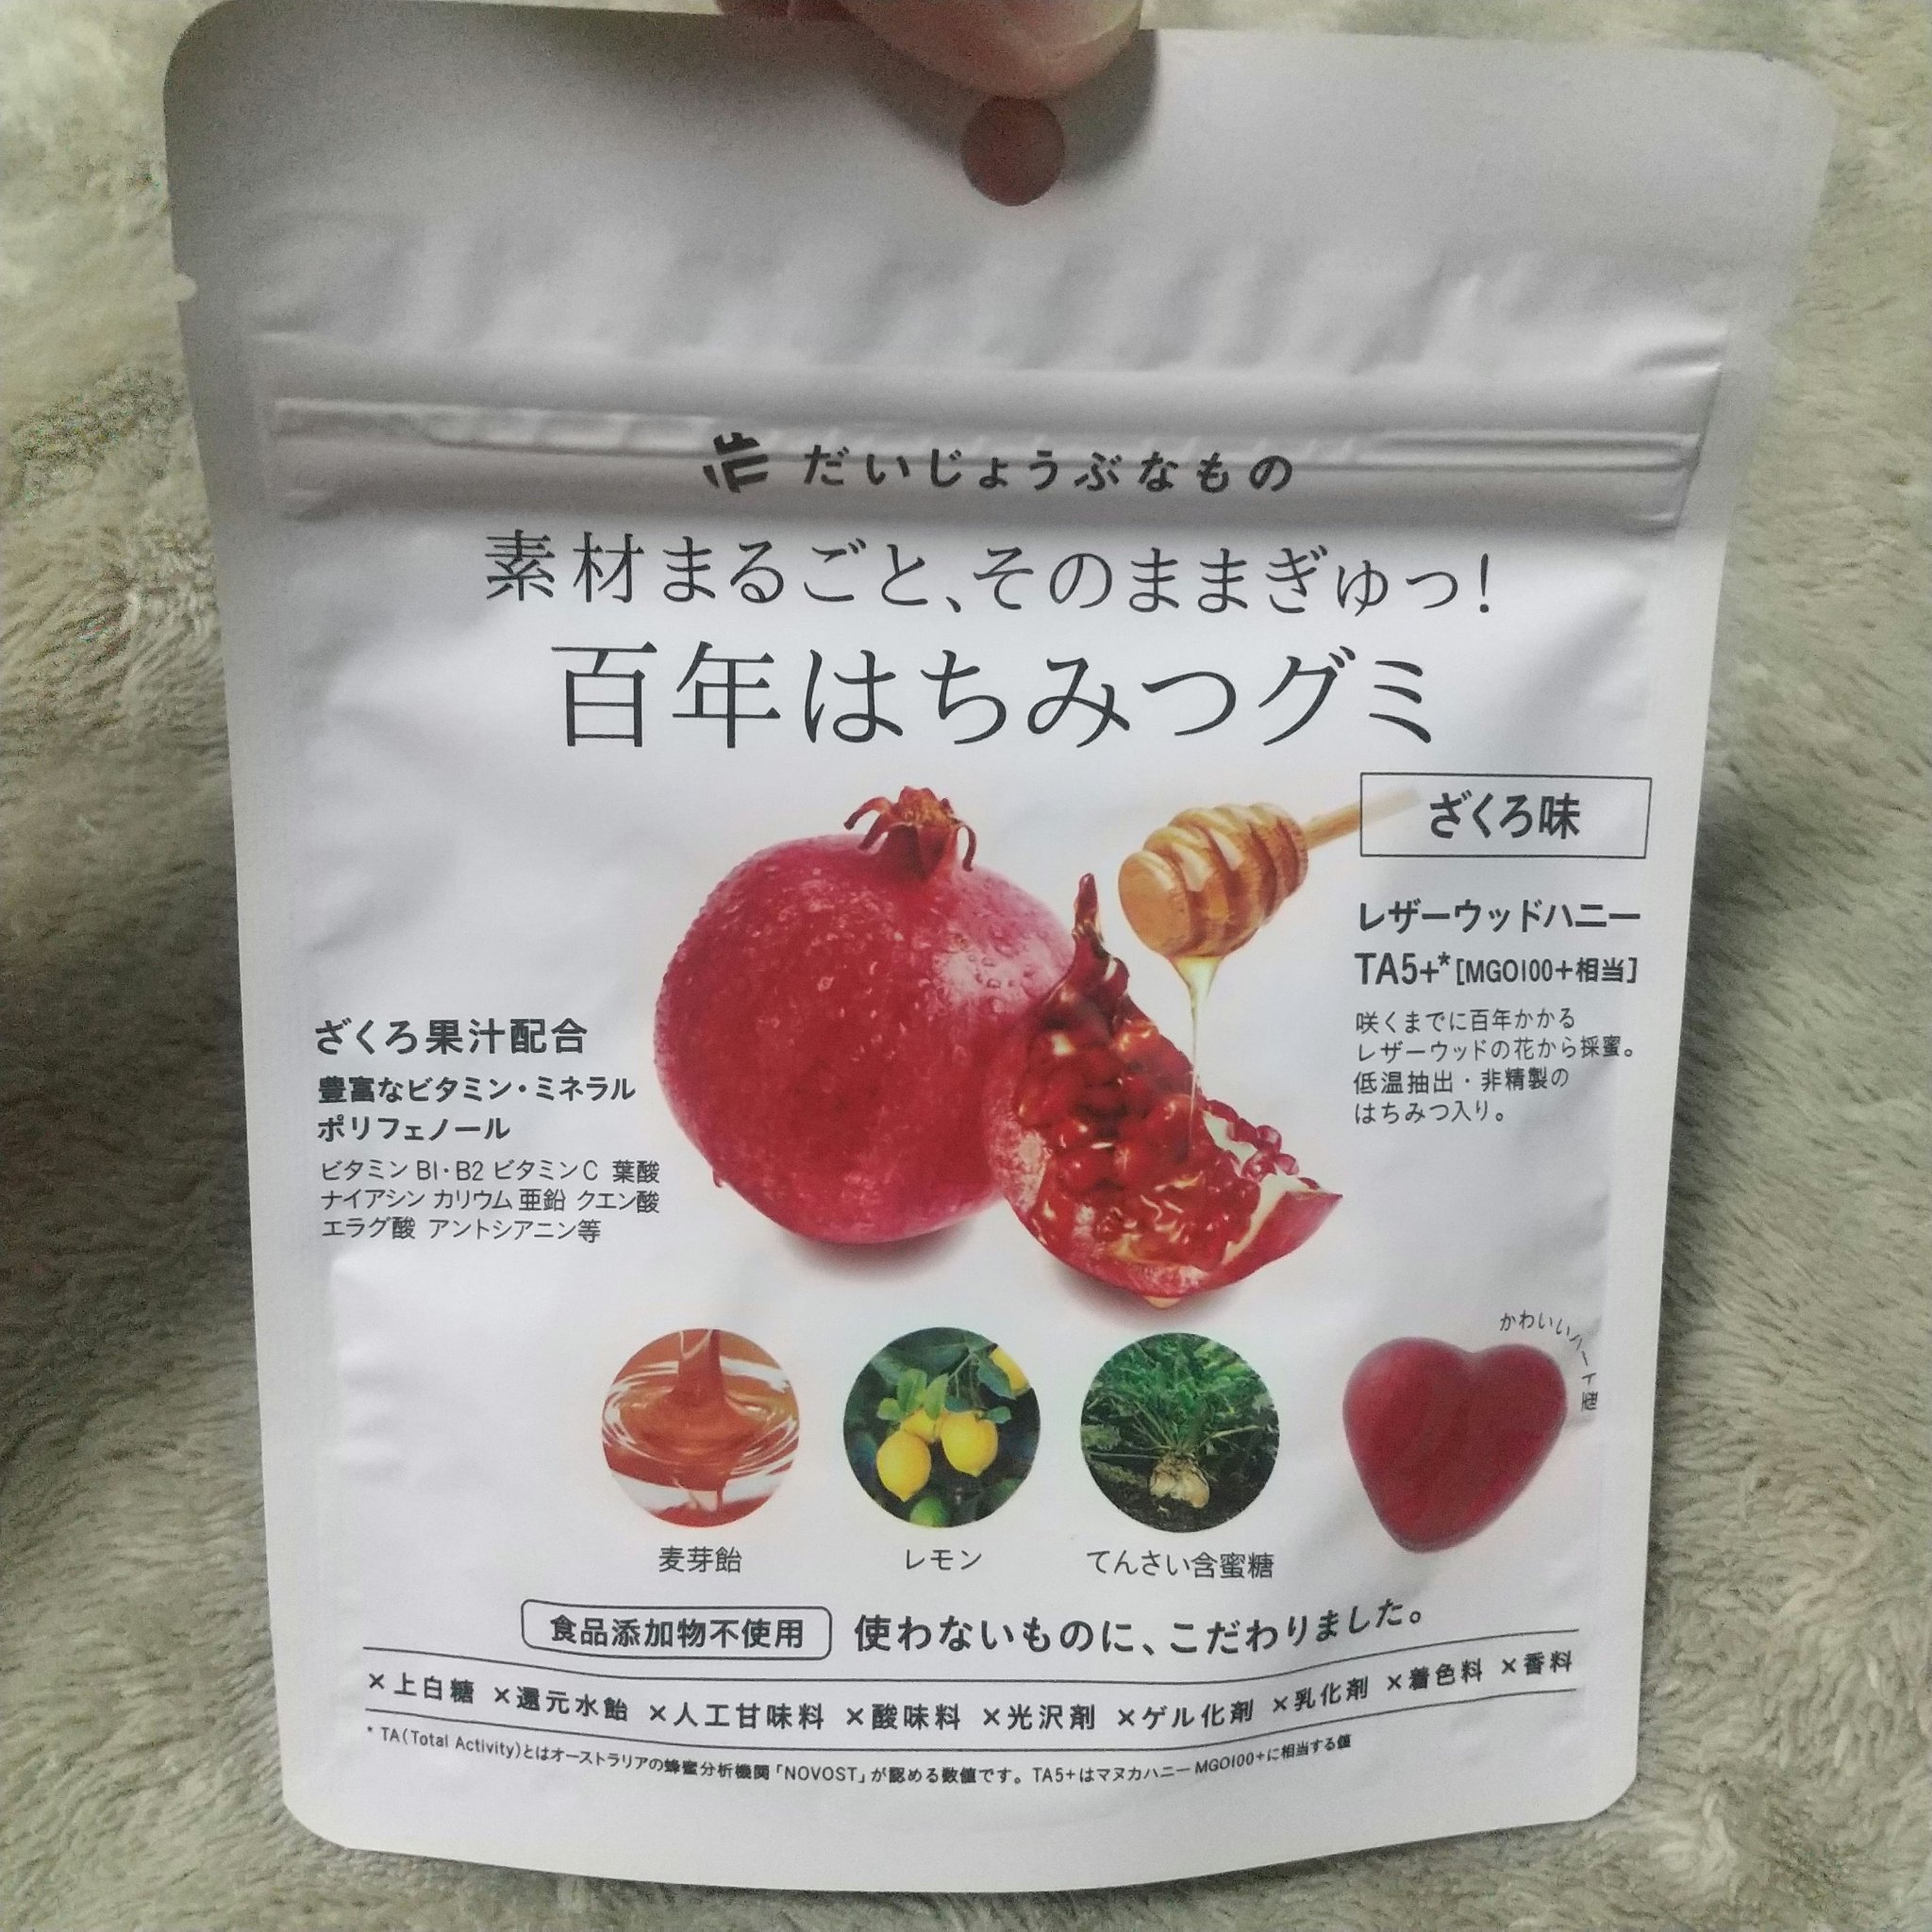 だいじょうぶなもの
素材まるごと、そのままぎゅっ!
百年はちみつグミ
ざくろ味
レザーウッドハニー
TA5+*[MGO100+相当]
咲くまでに百年かかる
レザーウッドの花から採蜜。
低温抽出・非精製の
はちみつ入り。
ざくろ果汁配合
豊富なビタミン・ミネラル
ポリフェノール
ビタミン B1・B2 ビタミンC 葉酸
ナイアシン カリウム 亜鉛 クエン酸
エラグ酸 アントシアニン等
かわいいハート型
麦芽飴 レモン てんさい含蜜糖
食品添加物不使用 使わないものに、こだわりました。
×上白糖 ×還元水飴 ×人工甘味料 ×酸味料 ×光沢剤 ×ゲル化剤 ×乳化剤 ×着色料 ×香料
* TA(Total Activity)とはオーストラリアの蜂蜜分析機関「NOVOST」が認める数値です。TA5+はマヌカハニー MGO100+に相当する値